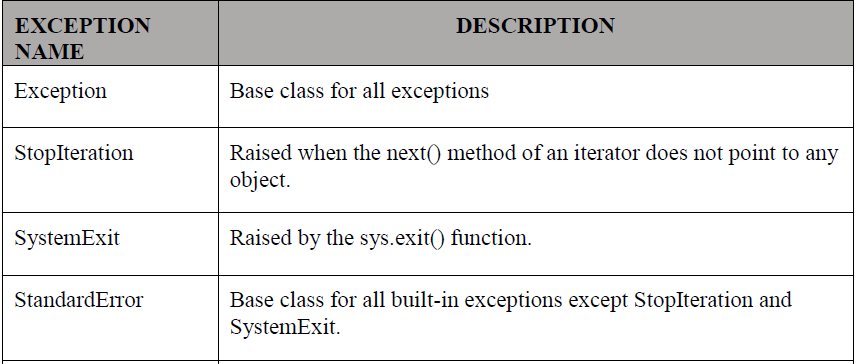 EXCEPTION NAME
DESCRIPTION
Exception
Base class for all exceptions
StopIteration
Raised when the next() method of an iterator does not point to any
object.
SystemExit
Raised by the sys.exit() function.
StandardError
Base class for all built-in exceptions except StopIteration and
SystemExit.